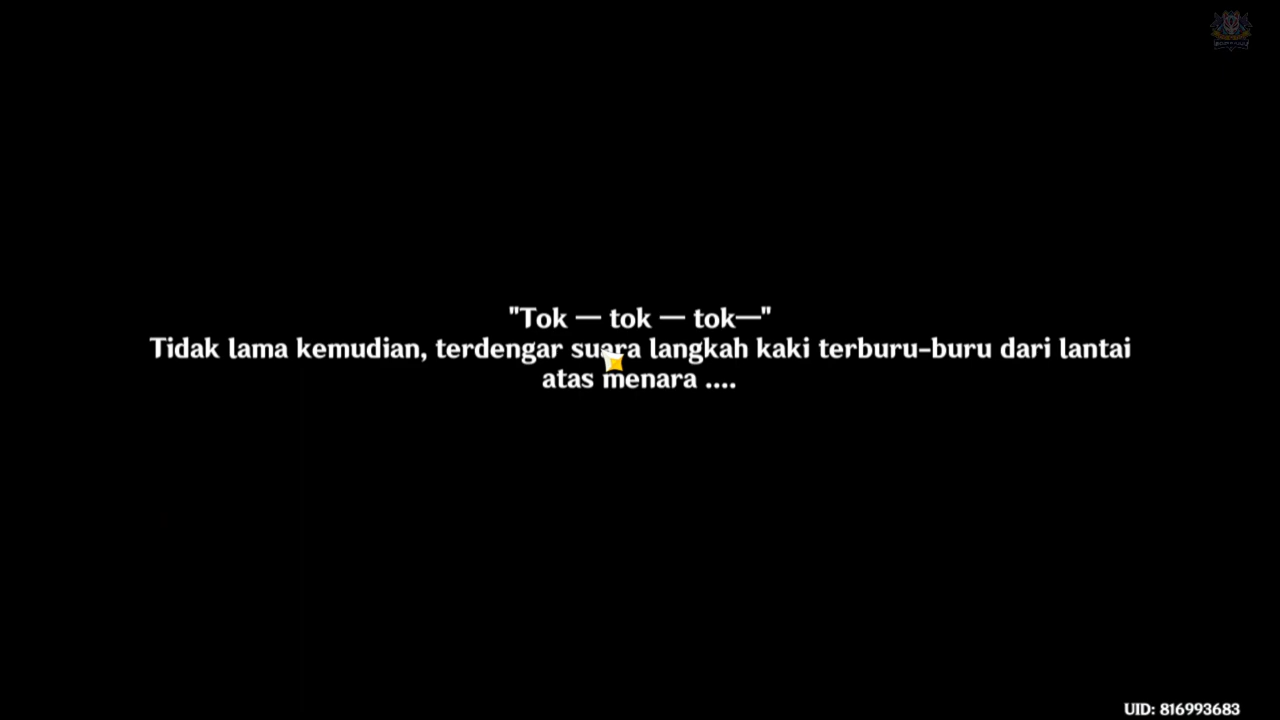 "Tok — tok — tok—"
Tidak lama kemudian, terdengar suara langkah kaki terburu-buru dari lantai
atas menara ....
UID: 816993683